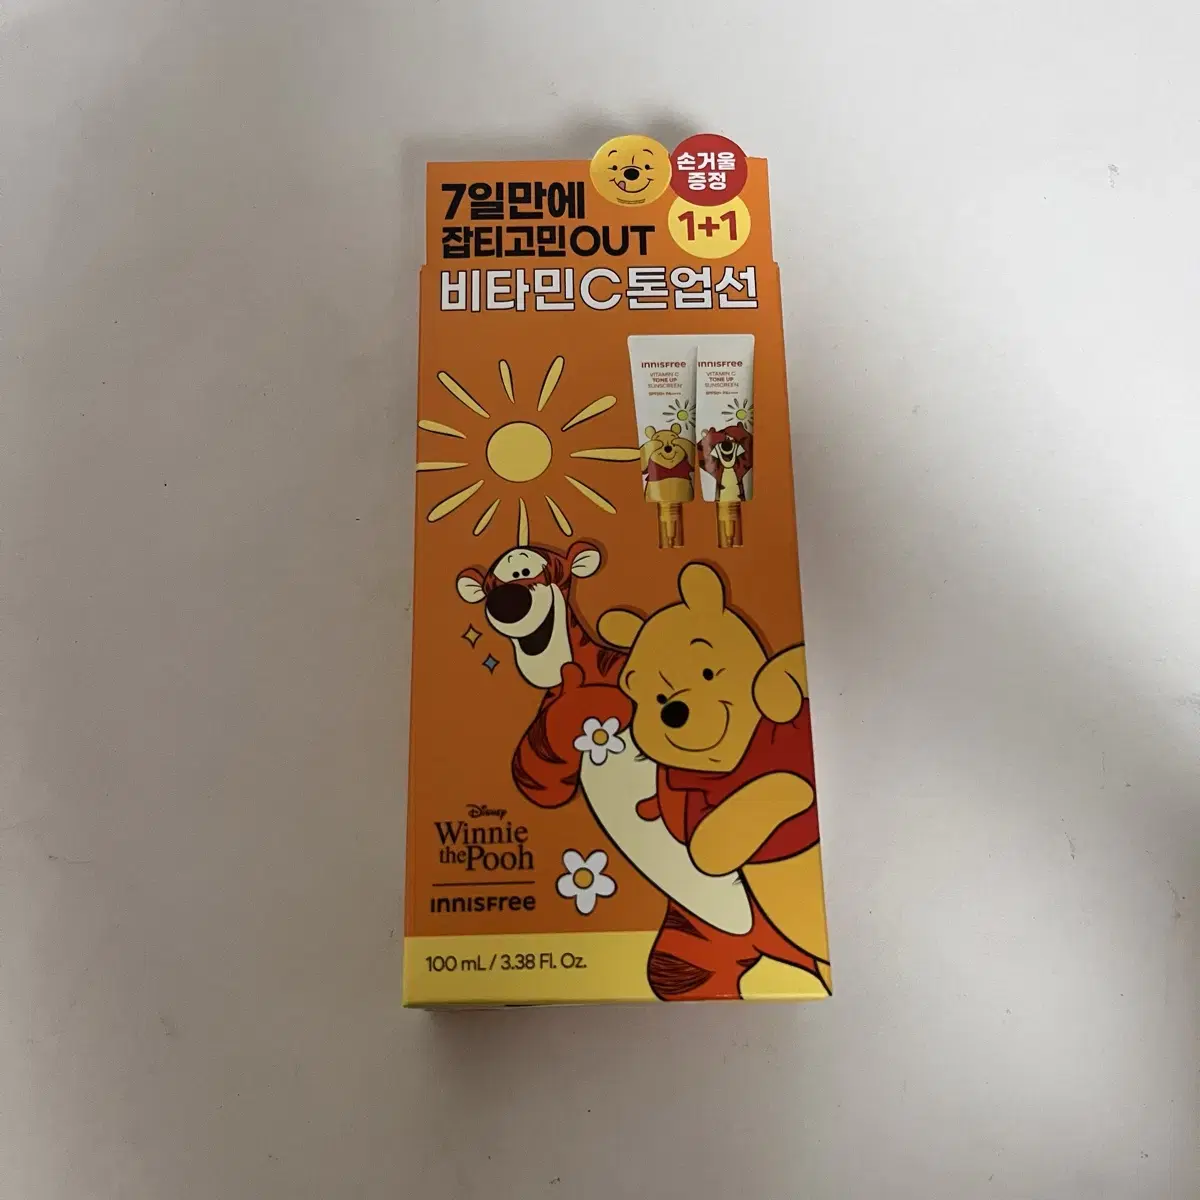 7일만에
잡티고민OUT
비타민C톤업선
손거울
증정
1+1
INNISFree
VITAMIN C
TONE UP
SUNSCREEN
INNISFree
VITAMIN C
TONE UP
SUNSCREEN
Disney
Winnie
the Pooh
INNISFree
100 mL / 3.38 Fl. Oz.